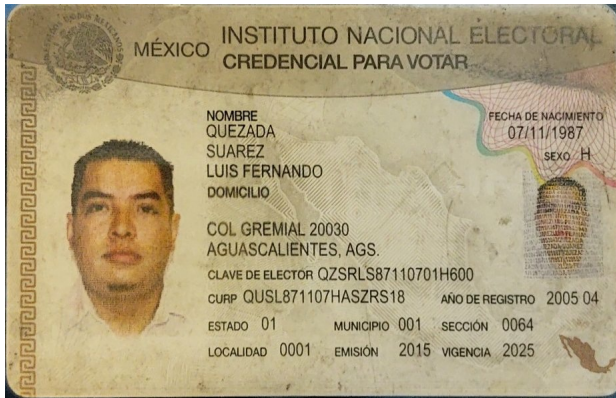 MÉXICO INSTITUTO NACIONAL ELECTORAL
CREDENCIAL PARA VOTAR
NOMBRE
QUEZADA
SUAREZ
LUIS FERNANDO
DOMICILIO
COL GREMIAL 20030
AGUASCALIENTES, AGS.
FECHA DE NACIMIENTO
07/11/1987
SEXO H
CLAVE DE ELECTOR QZSRLS87110701H600
CURP QUSL871107HASZRS18 AÑO DE REGISTRO 2005 04
ESTADO 01 MUNICIPIO 001 SECCIÓN 0064
LOCALIDAD 0001 EMISIÓN 2015 VIGENCIA 2025